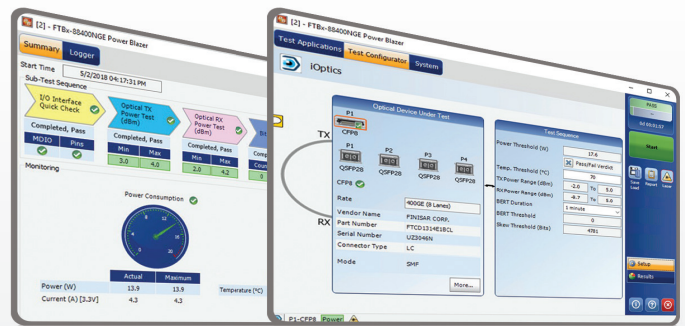 [2] - FTBx-88400NGE Power Blazer
Summary Logger
Start Time 5/2/2018 04:17:31 PM
Sub-Test Sequence
I/O Interface
Quick Check
Optical TX
Power Test
(dBm)
Optical RX
Power Test
(dBm)
Completed, Pass
Completed, Pass
Completed, Pass
MDIO Pins
Min Max
3.0 4.0
Min Max
2.0 4.2
0
Monitoring
Power Consumption
Actual Maximum
Power (W) 13.9 13.9
Current (A) [3.3V] 4.3 4.3
Temperature (°C)
[2] - FTBx-88400NGE Power Blazer
Test Applications Test Configurator System
iOptics
TX
RX
Optical Device Under Test
P1
CFP8
P1 P2 P3 P4
QSFP28 QSFP28 QSFP28 QSFP28
CFP8
Rate 400GE (8 Lanes)
Vendor Name FINISAR CORP.
Part Number FTCD1314E1BCL
Serial Number UZ3046N
Connector Type LC
Mode SMF
More...
Test Sequence
Power Threshold (W) 17.6
Pass/Fail Verdict
Temp. Threshold (°C) 70
TX Power Range (dBm) -2.0 To 5.0
RX Power Range (dBm) -8.7 To 5.0
BERT Duration 1 minute
BERT Threshold 0
Skew Threshold (Bits) 4781
PASS
0d 00:01:07
Start
Save
Load
Report
Laser
Setup
Results
P1-CFP8 Power